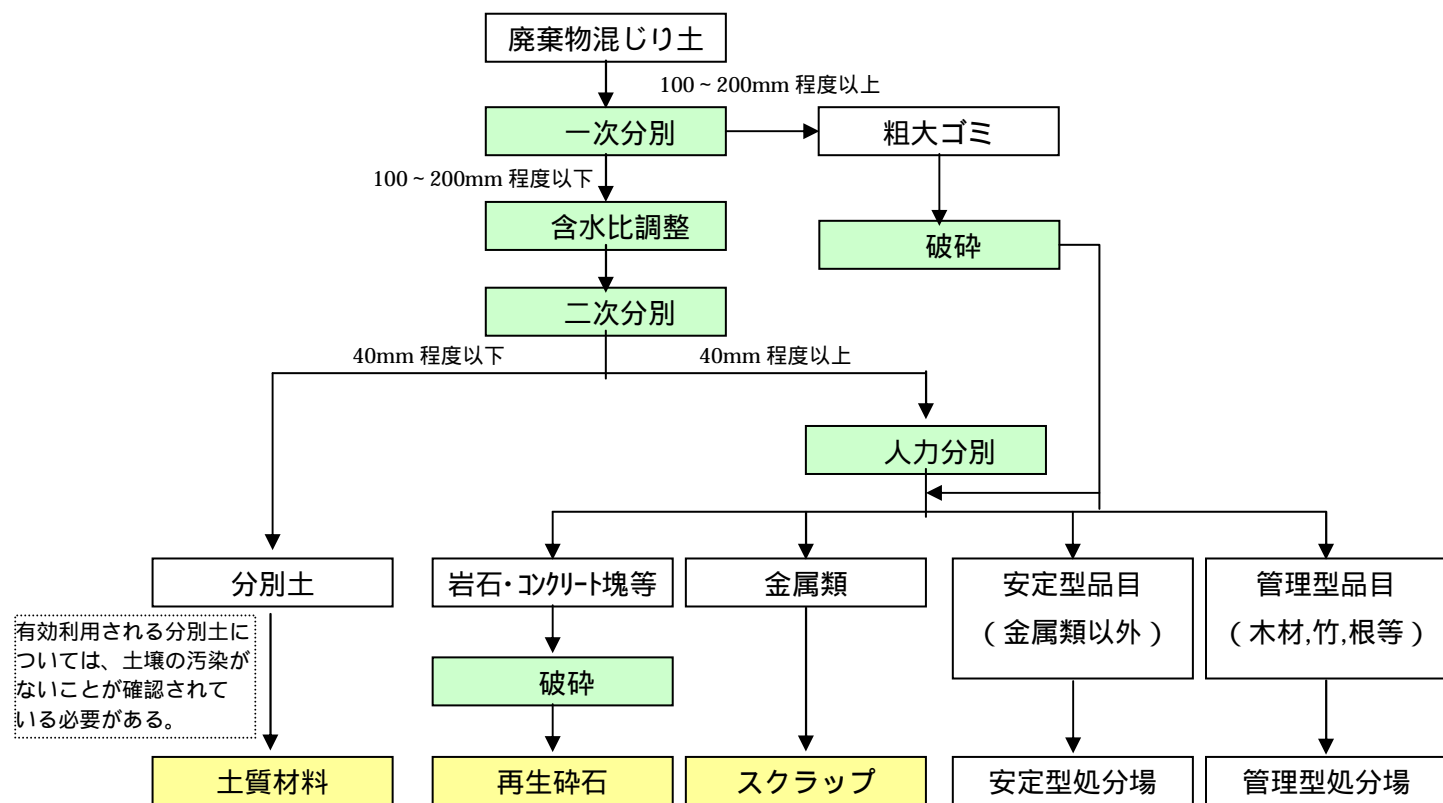 廃棄物混じり土
100~200mm 程度以上
一次分別
粗大ゴミ
100~200mm 程度以下
含水比調整
破砕
二次分別
40mm 程度以下
40mm 程度以上
人力分別
分別土
岩石・コンクリート塊等
金属類
安定型品目
(金属類以外)
管理型品目
(木材,竹,根等)
有効利用される分別土に
ついては、土壌の汚染が
ないことが確認されて
いる必要がある。
破砕
土質材料
再生砕石
スクラップ
安定型処分場
管理型処分場